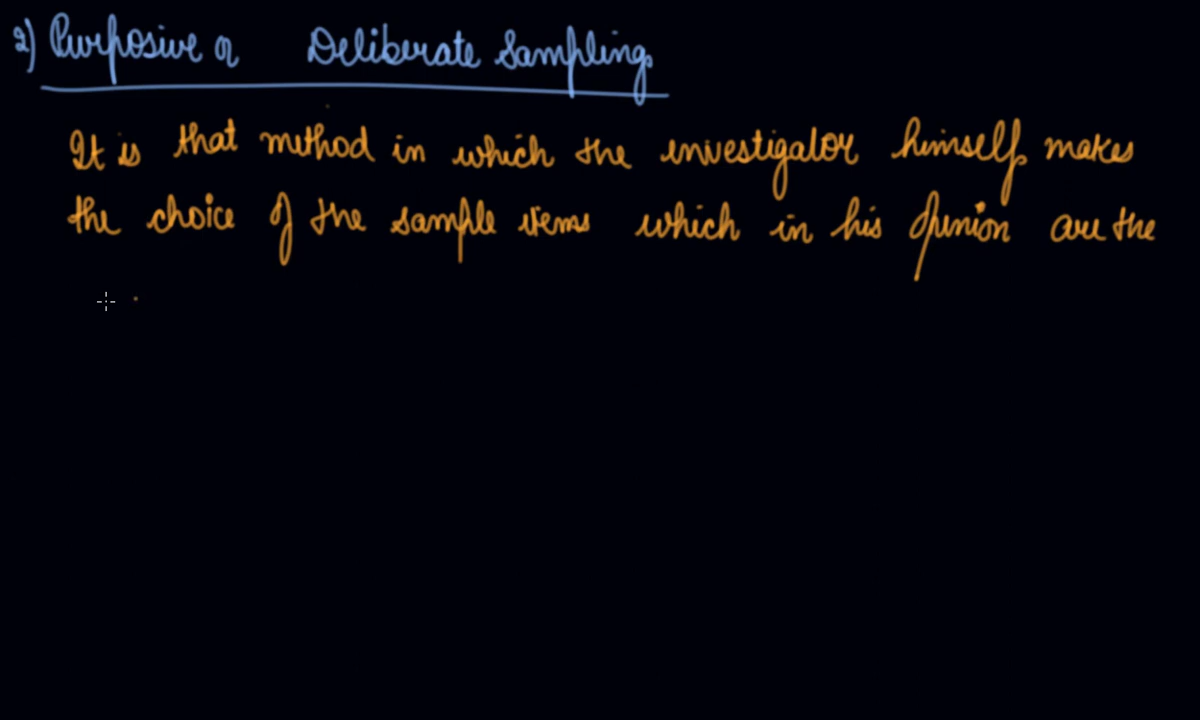 2) Purposive or Deliberate Sampling
It is that method in which the investigator himself makes
the choice of the sample items which in his opinion are the